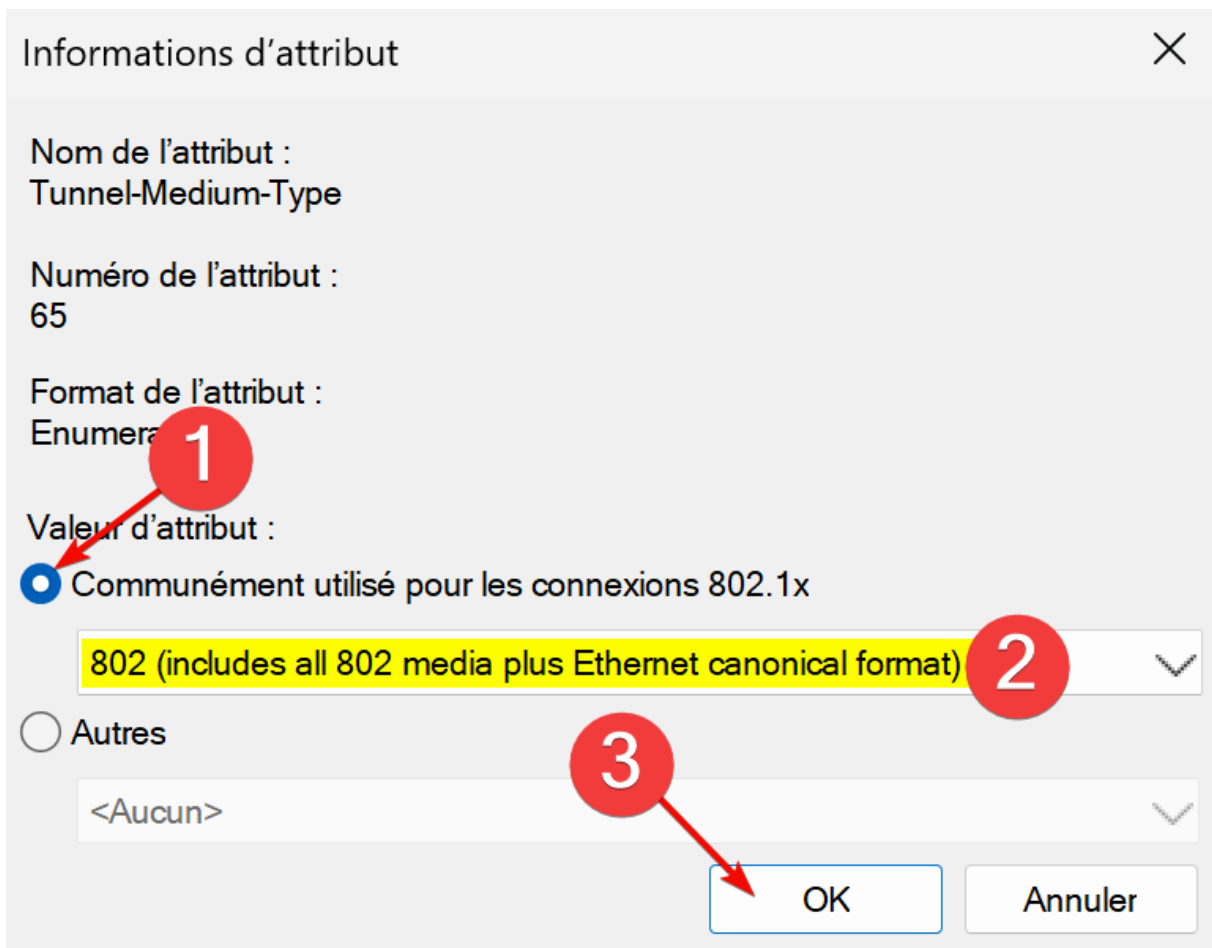 Informations d’attribut
Nom de l’attribut :
Tunnel-Medium-Type
Numéro de l’attribut :
65
Format de l’attribut :
1
Valeur d’attribut :
Communément utilisé pour les connexions 802.1x
802 (includes all 802 media plus Ethernet canonical format)
2
Autres
3
<Aucun>
OK
Annuler